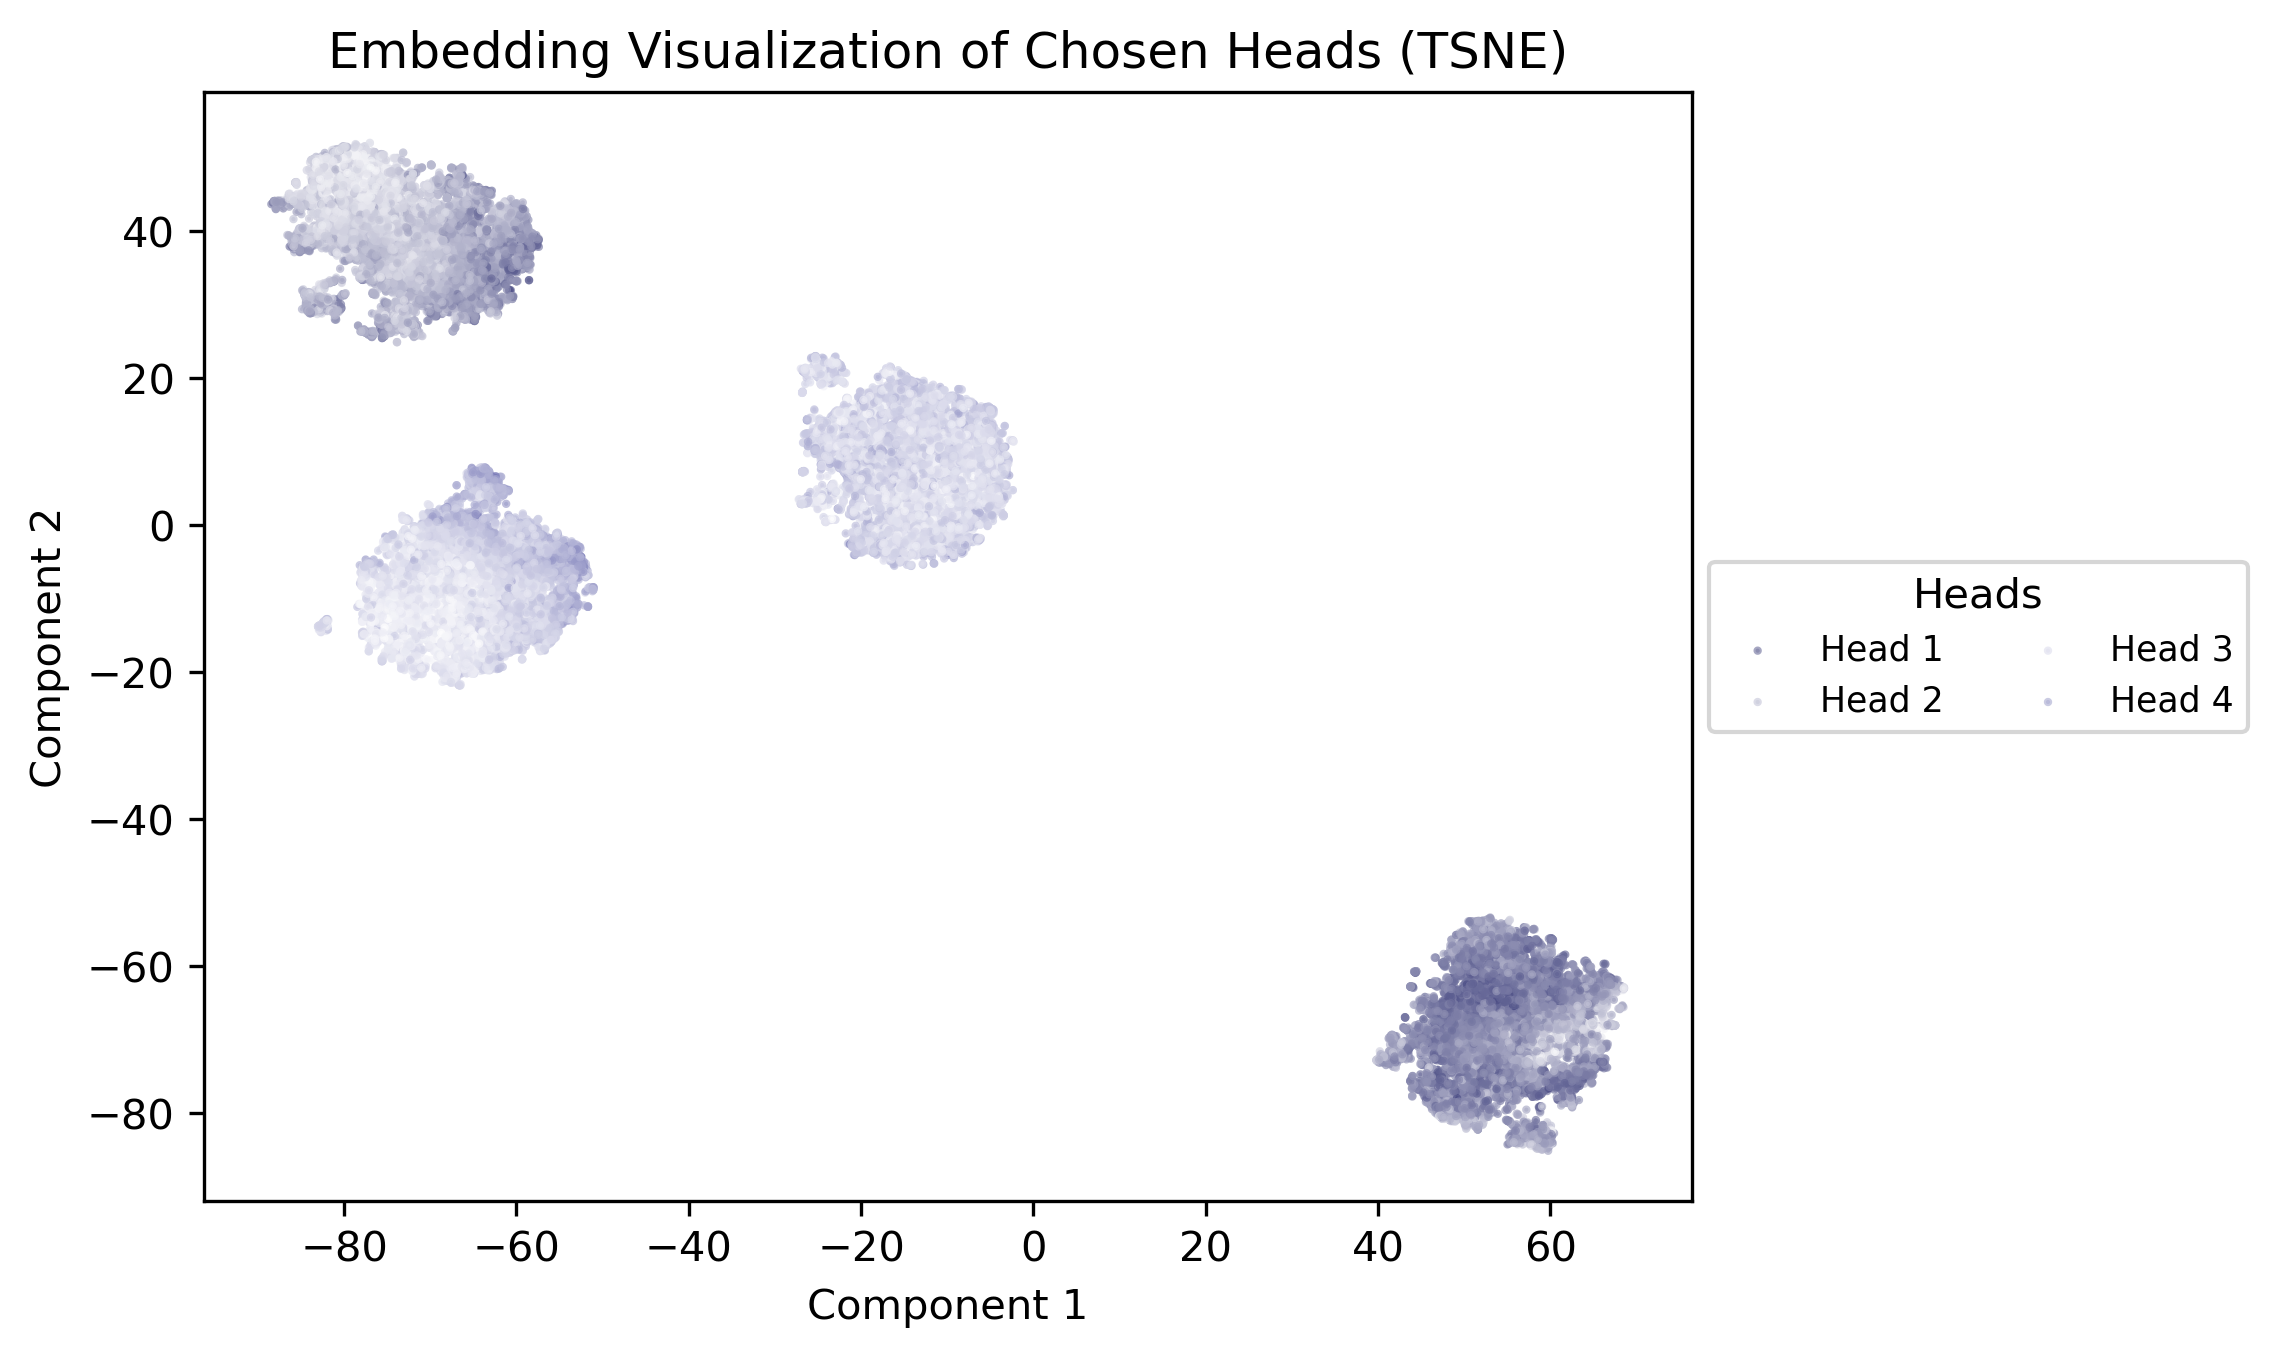 Embedding Visualization of Chosen Heads (TSNE)
40
20
0
−20
−40
−60
−80
Component 2
−80 −60 −40 −20 0 20 40 60
Component 1
Heads
Head 1 Head 3
Head 2 Head 4